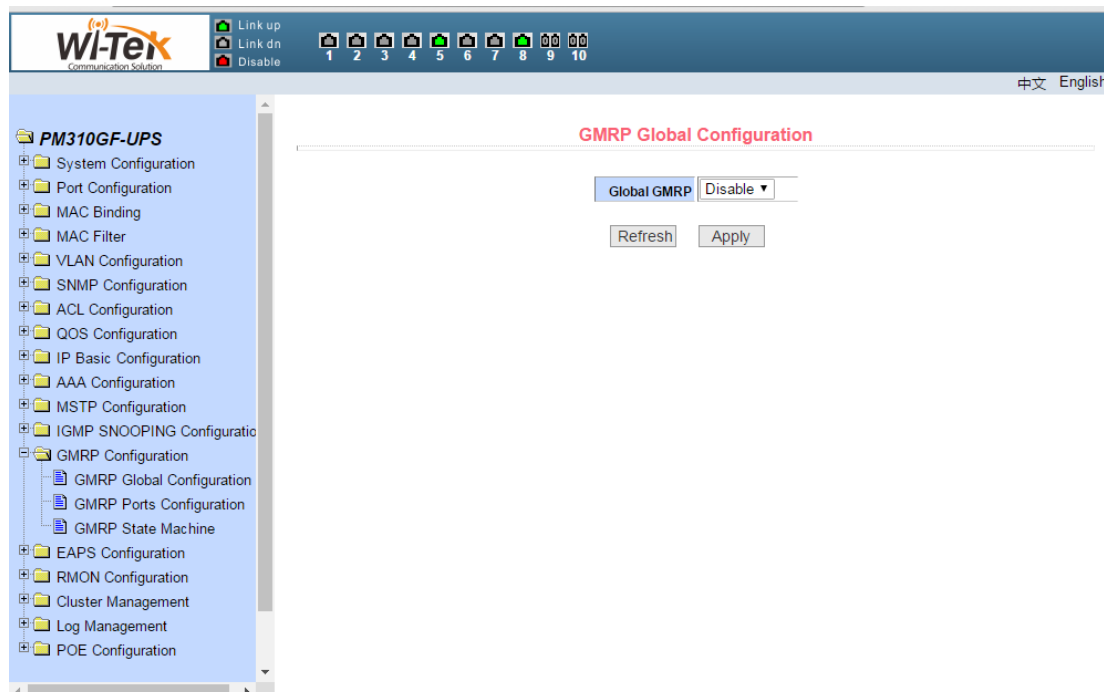 Wi-Tek
Communication Solution
Link up
Link dn
Disable
1 2 3 4 5 6 7 8 9 10
中文 English
PM310GF-UPS
System Configuration
Port Configuration
MAC Binding
MAC Filter
VLAN Configuration
SNMP Configuration
ACL Configuration
QOS Configuration
IP Basic Configuration
AAA Configuration
MSTP Configuration
IGMP SNOOPING Configuratio
GMRP Configuration
GMRP Global Configuration
GMRP Ports Configuration
GMRP State Machine
EAPS Configuration
RMON Configuration
Cluster Management
Log Management
POE Configuration
GMRP Global Configuration
Global GMRP Disable
Refresh Apply